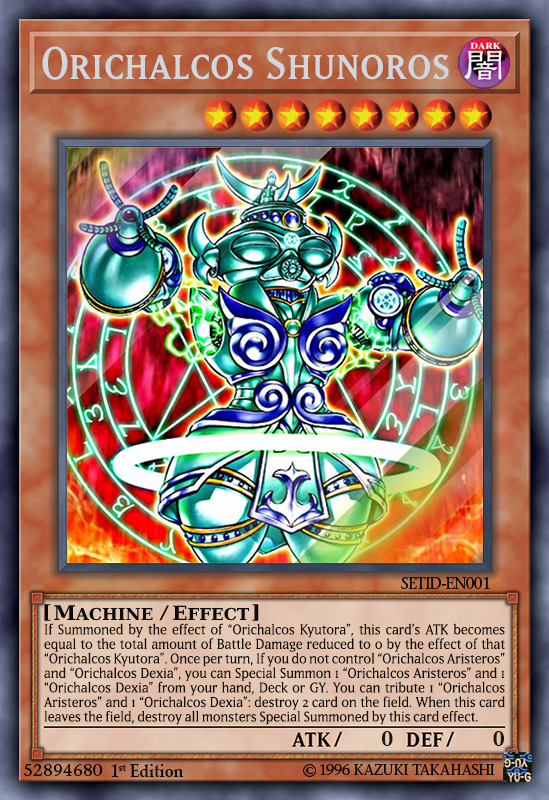 Orichalcos Shunoros
DARK
闇
SETID-EN001
[Machine / Effect]
If Summoned by the effect of “Orichalcos Kyutora”, this card’s ATK becomes
equal to the total amount of Battle Damage reduced to 0 by the effect of that
“Orichalcos Kyutora”. Once per turn, If you do not control “Orichalcos Aristeros”
and “Orichalcos Dexia”, you can Special Summon 1 “Orichalcos Aristeros” and 1
“Orichalcos Dexia” from your hand, Deck or GY. You can tribute 1 “Orichalcos
Aristeros” and 1 “Orichalcos Dexia”: destroy 2 card on the field. When this card
leaves the field, destroy all monsters Special Summoned by this card effect.
ATK/ 0 DEF/ 0
52894680 1st Edition © 1996 KAZUKI TAKAHASHI